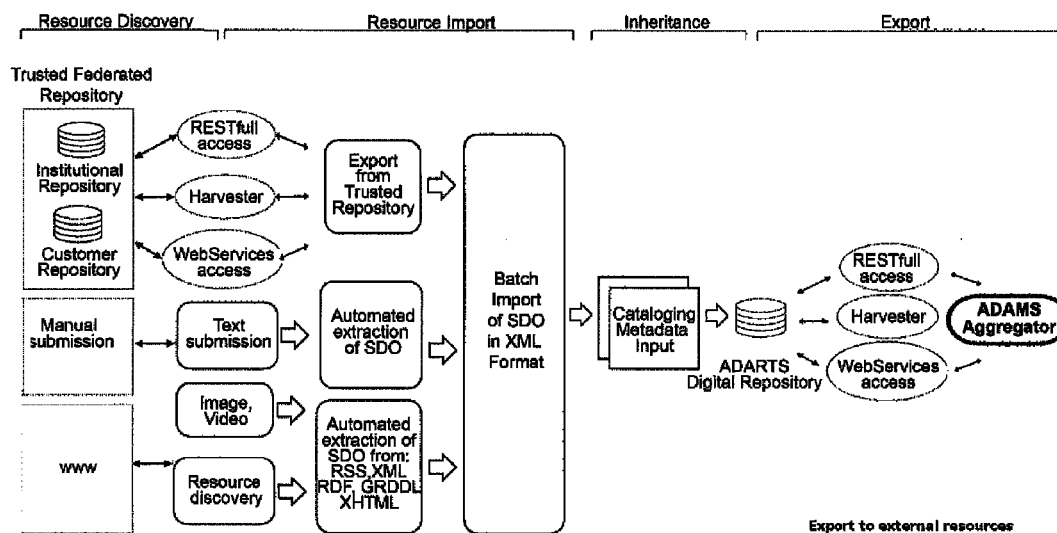 Resource Discovery
Resource Import
Inheritance
Export
Trusted Federated
Repository
Institutional
Repository
Customer
Repository
RESTfull
access
Harvester
WebServices
access
Export
from
Trusted
Repository
Manual
submission
Text
submission
Automated
extraction
of SDO
Image,
Video
www
Resource
discovery
Automated
extraction of
SDO from:
RSS,XML
RDF, GRDDL
XHTML
Batch
Import
of SDO
in XML
Format
Cataloging
Metadata
Input
ADARTS
Digital Repository
RESTfull
access
Harvester
WebServices
access
ADAMS
Aggregator
Export to external resources